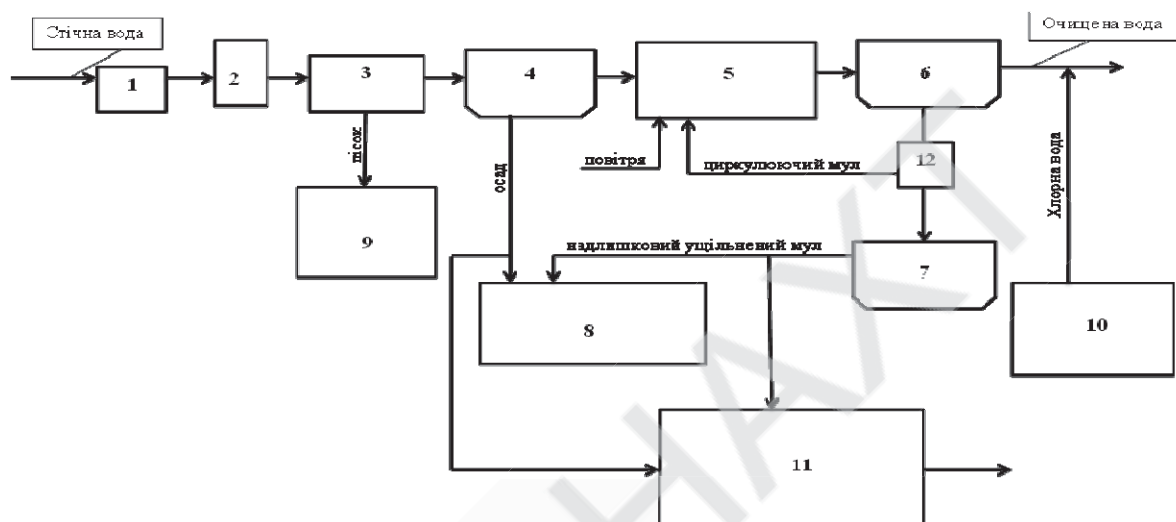 Стічна вода
Очищена вода
1
2
3
4
5
6
пісок
осад
повітря
циркулюючий мул
12
Хлорна вода
9
надлишковий ущільнений мул
7
8
10
11
НАХТ